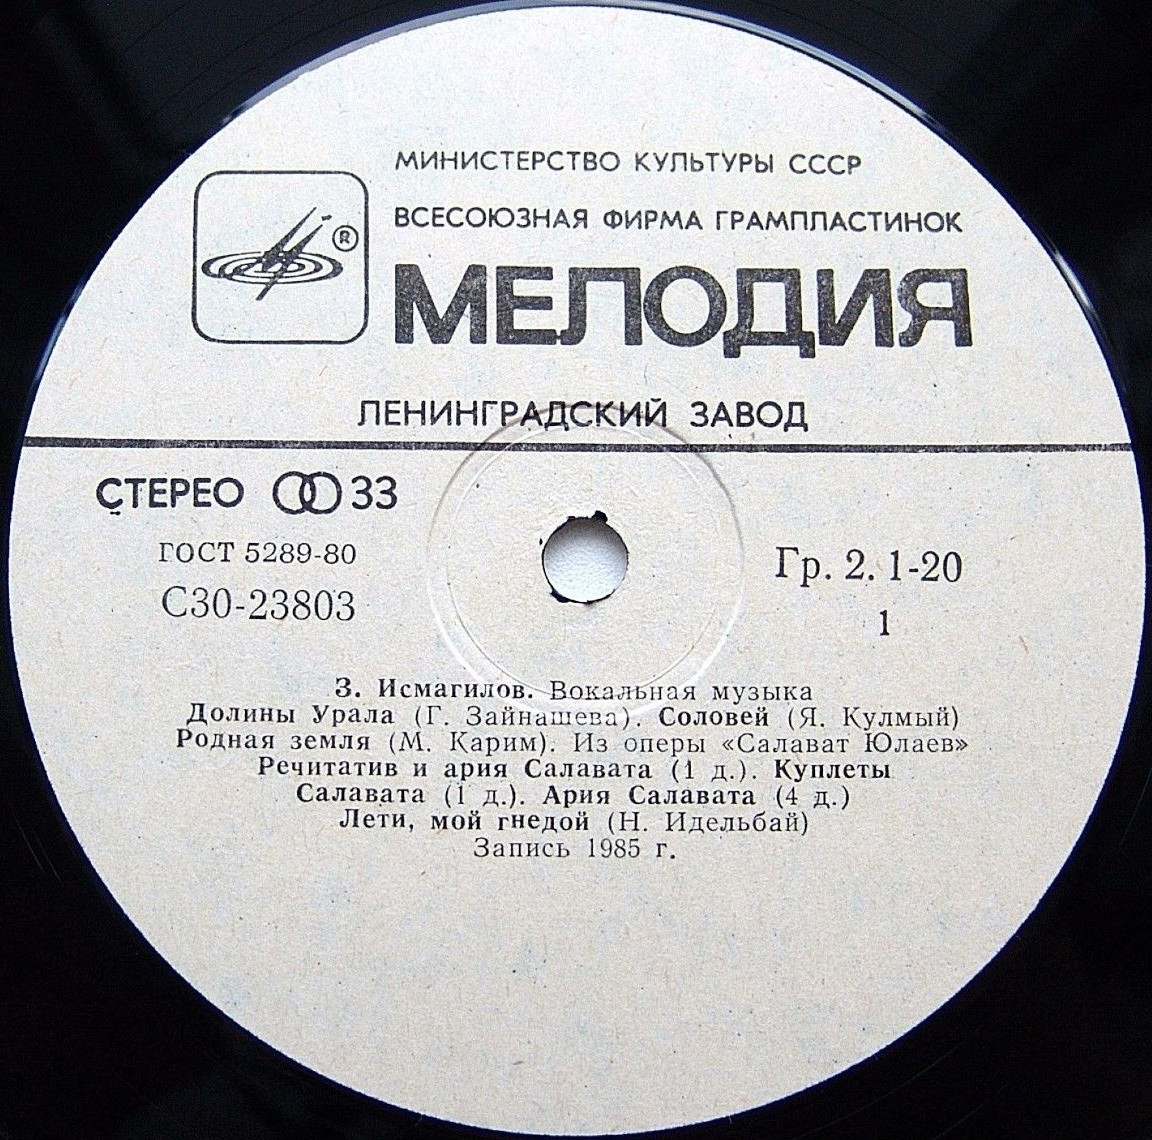 МИНИСТЕРСТВО КУЛЬТУРЫ СССР
ВСЕСОЮЗНАЯ ФИРМА ГРАМПЛАСТИНОК
®
МЕЛОДИЯ
ЛЕНИНГРАДСКИЙ ЗАВОД
СТЕРЕО 33
ГОСТ 5289-80
С30-23803
Гр. 2. 1-20
1
З. Исмагилов. Вокальная музыка
Долины Урала (Г. Зайнашева). Соловей (Я. Кулмый)
Родная земля (М. Карим). Из оперы «Салават Юлаев»
Речитатив и ария Салавата (1 д.). Куплеты
Салавата (1 д.). Ария Салавата (4 д.)
Лети, мой гнедой (Н. Идельбай)
Запись 1985 г.